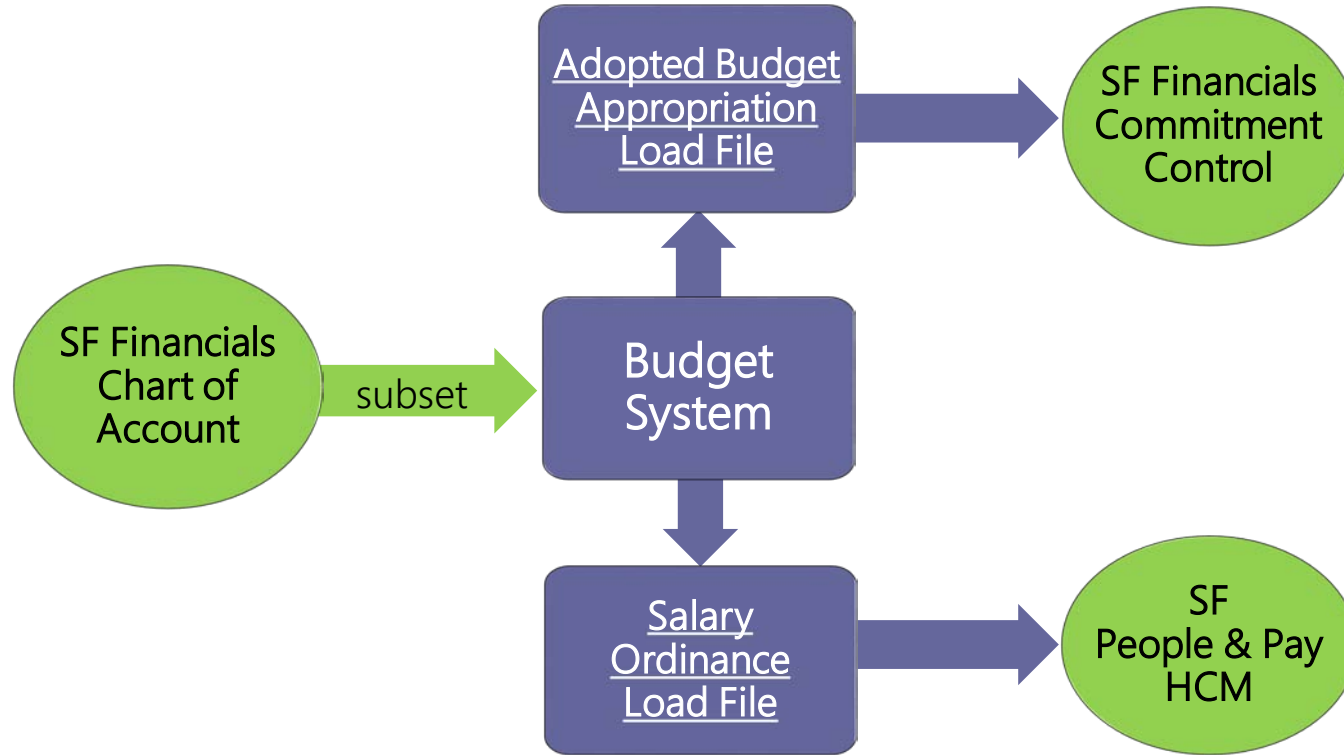 Adopted Budget
Appropriation
Load File
SF Financials
Commitment
Control
SF Financials
Chart of
Account
subset
Budget
System
Salary
Ordinance
Load File
SF
People & Pay
HCM